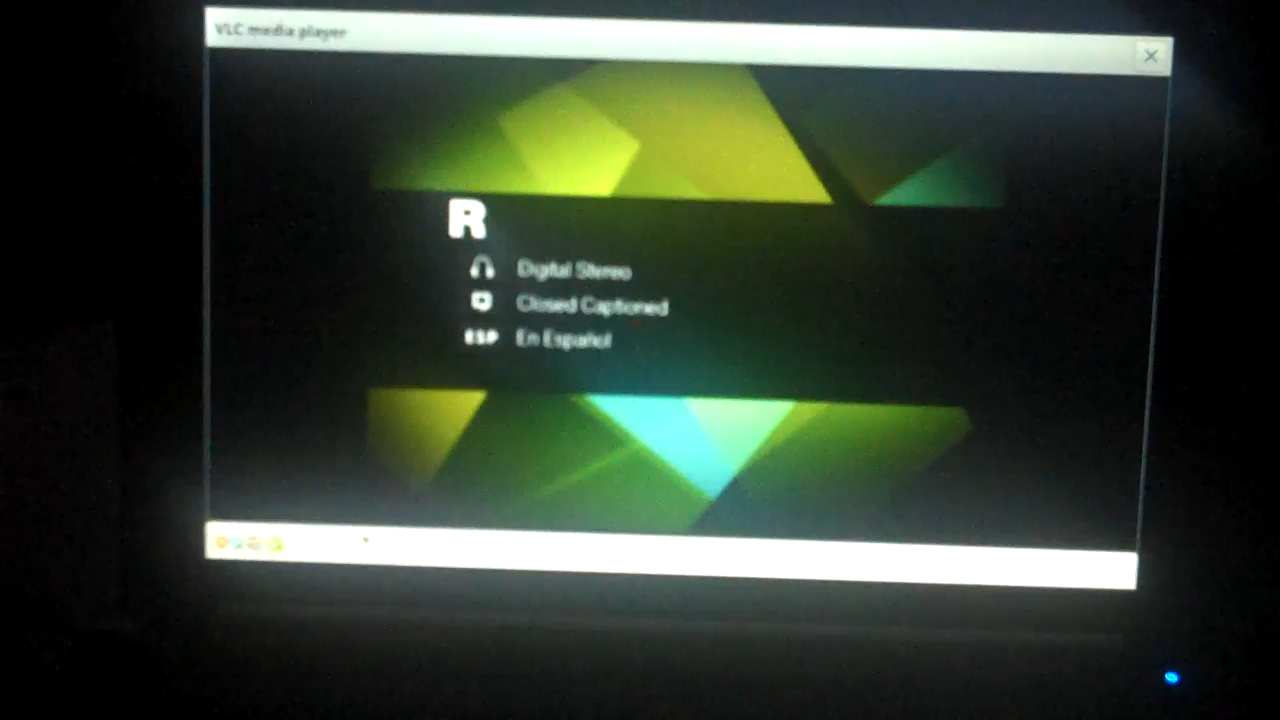 VLC media player
R
Digital Stereo
Closed Captioned
ESP En Español